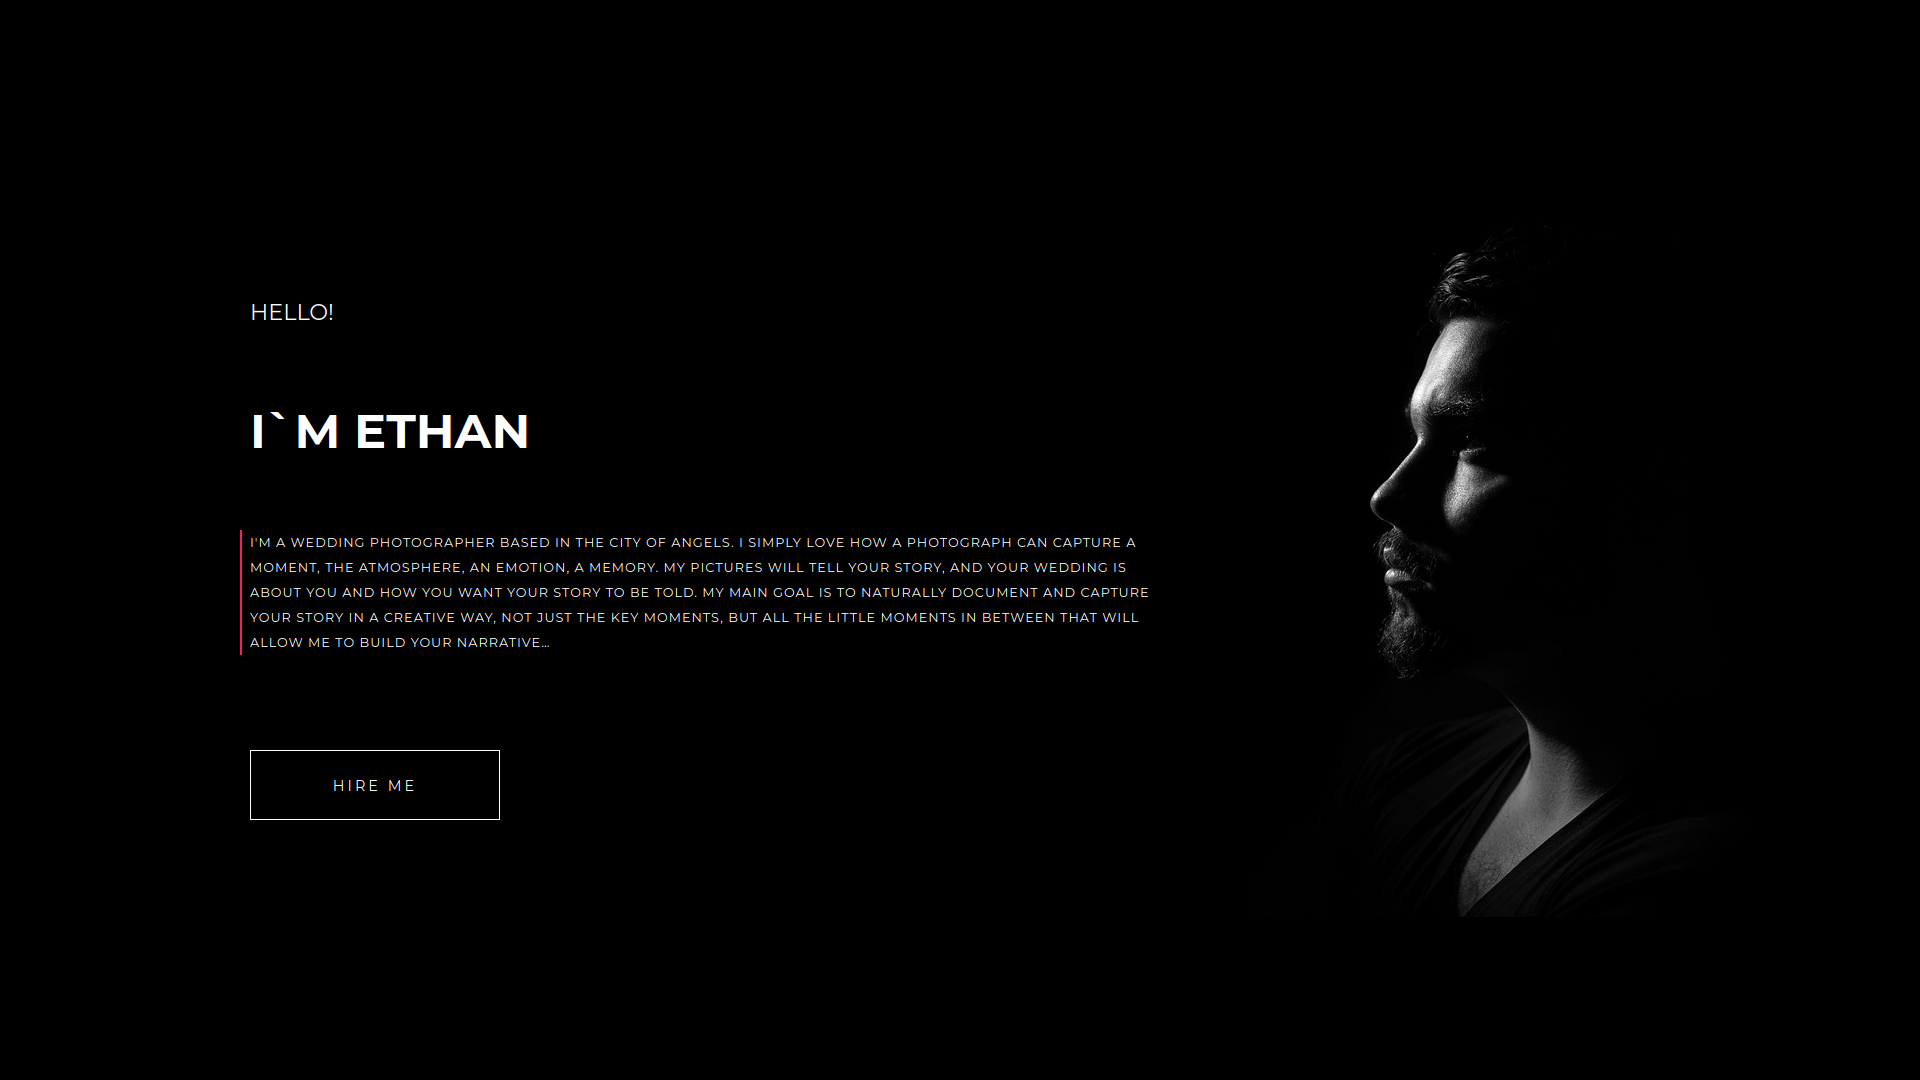 HELLO!
I`M ETHAN
I'M A WEDDING PHOTOGRAPHER BASED IN THE CITY OF ANGELS. I SIMPLY LOVE HOW A PHOTOGRAPH CAN CAPTURE A
MOMENT, THE ATMOSPHERE, AN EMOTION, A MEMORY. MY PICTURES WILL TELL YOUR STORY, AND YOUR WEDDING IS
ABOUT YOU AND HOW YOU WANT YOUR STORY TO BE TOLD. MY MAIN GOAL IS TO NATURALLY DOCUMENT AND CAPTURE
YOUR STORY IN A CREATIVE WAY, NOT JUST THE KEY MOMENTS, BUT ALL THE LITTLE MOMENTS IN BETWEEN THAT WILL
ALLOW ME TO BUILD YOUR NARRATIVE…
HIRE ME